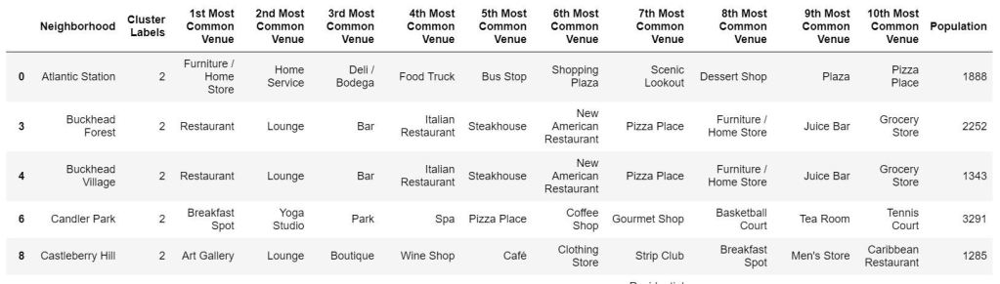 Neighborhood Cluster Labels 1st Most Common Venue 2nd Most Common Venue 3rd Most Common Venue 4th Most Common Venue 5th Most Common Venue 6th Most Common Venue 7th Most Common Venue 8th Most Common Venue 9th Most Common Venue 10th Most Common Venue Population
0 Atlantic Station 2 Furniture / Home Store Home Service Deli / Bodega Food Truck Bus Stop Shopping Plaza Scenic Lookout Dessert Shop Plaza Pizza Place 1888
3 Buckhead Forest 2 Restaurant Lounge Bar Italian Restaurant Steakhouse New American Restaurant Pizza Place Furniture / Home Store Juice Bar Grocery Store 2252
4 Buckhead Village 2 Restaurant Lounge Bar Italian Restaurant Steakhouse New American Restaurant Pizza Place Furniture / Home Store Juice Bar Grocery Store 1343
6 Candler Park 2 Breakfast Spot Yoga Studio Park Spa Pizza Place Coffee Shop Gourmet Shop Basketball Court Tea Room Tennis Court 3291
8 Castleberry Hill 2 Art Gallery Lounge Boutique Wine Shop Café Clothing Store Strip Club Breakfast Spot Men's Store Caribbean Restaurant 1285